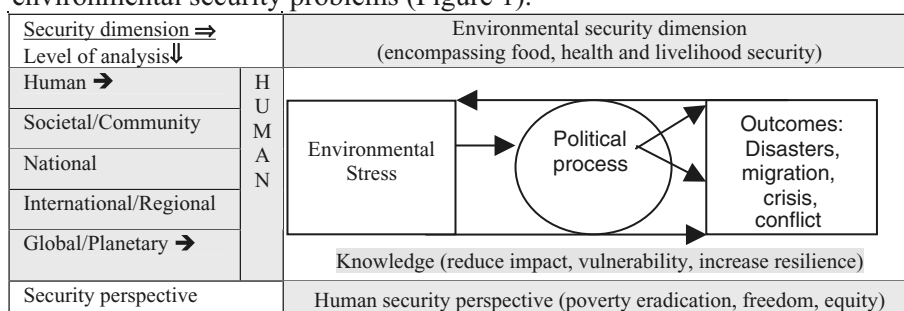 environmental security problems (Figure 1).
Security dimension ⇒
Level of analysis⇓
Environmental security dimension
(encompassing food, health and livelihood security)
Human ➔
Societal/Community
National
International/Regional
Global/Planetary ➔
H
U
M
A
N
Environmental
Stress
Political
process
Outcomes:
Disasters,
migration,
crisis,
conflict
Knowledge (reduce impact, vulnerability, increase resilience)
Security perspective
Human security perspective (poverty eradication, freedom, equity)